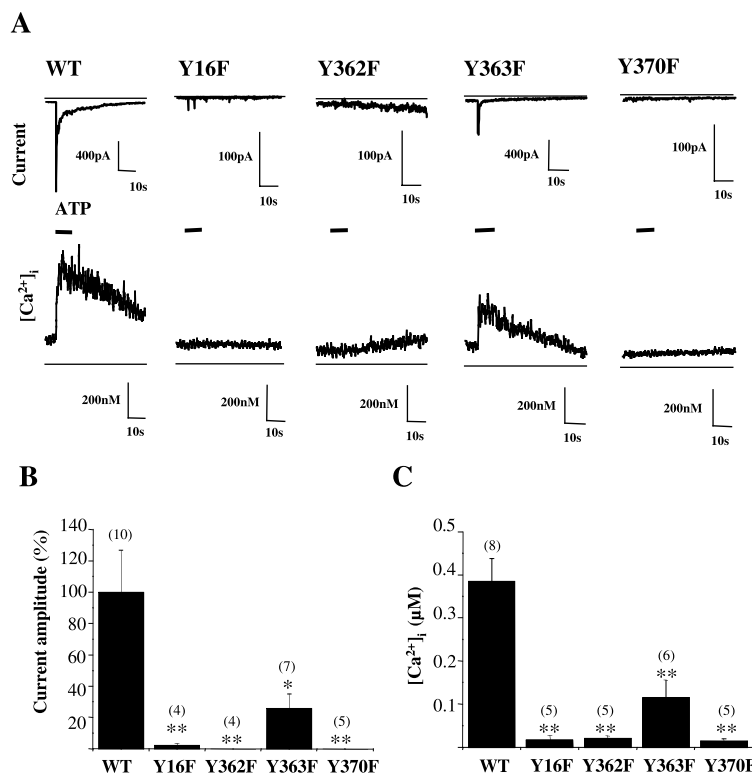 A
WT Y16F Y362F Y363F Y370F
Current
400pA 10s
100pA 10s
100pA 10s
400pA 10s
100pA 10s
ATP
[Ca2+]i
200nM 10s
200nM 10s
200nM 10s
200nM 10s
200nM 10s
B
Current amplitude (%)
140
120
100
80
60
40
20
(10) (4) (4) (7) (5)
** ** * **
WT Y16F Y362F Y363F Y370F
C
[Ca2+]i (µM)
0.5
0.4
0.3
0.2
0.1
(8) (5) (5) (6) (5)
** ** ** **
WT Y16F Y362F Y363F Y370F